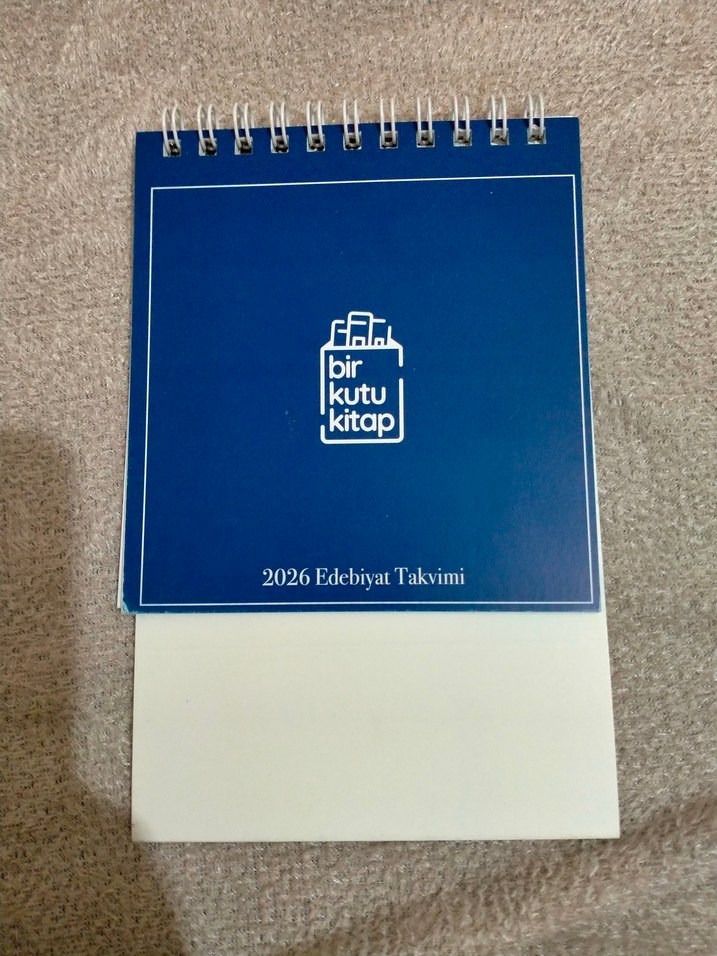 bir
kutu
kitap
2026 Edebiyat Takvimi